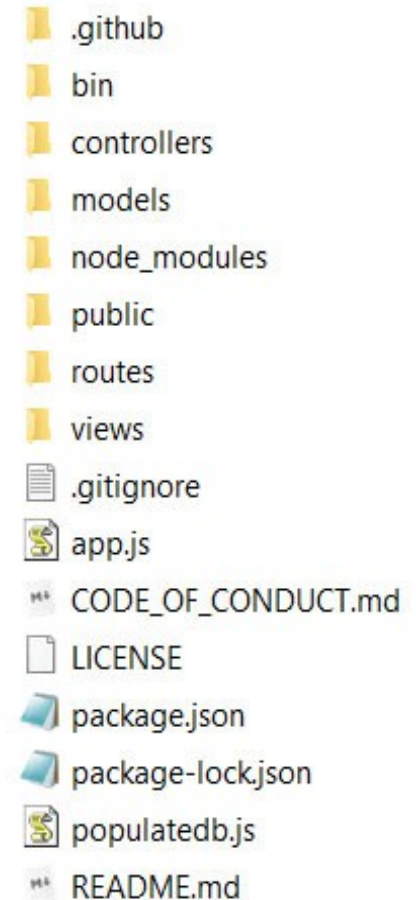 .github
bin
controllers
models
node_modules
public
routes
views
.gitignore
app.js
CODE_OF_CONDUCT.md
LICENSE
package.json
package-lock.json
populatedb.js
README.md